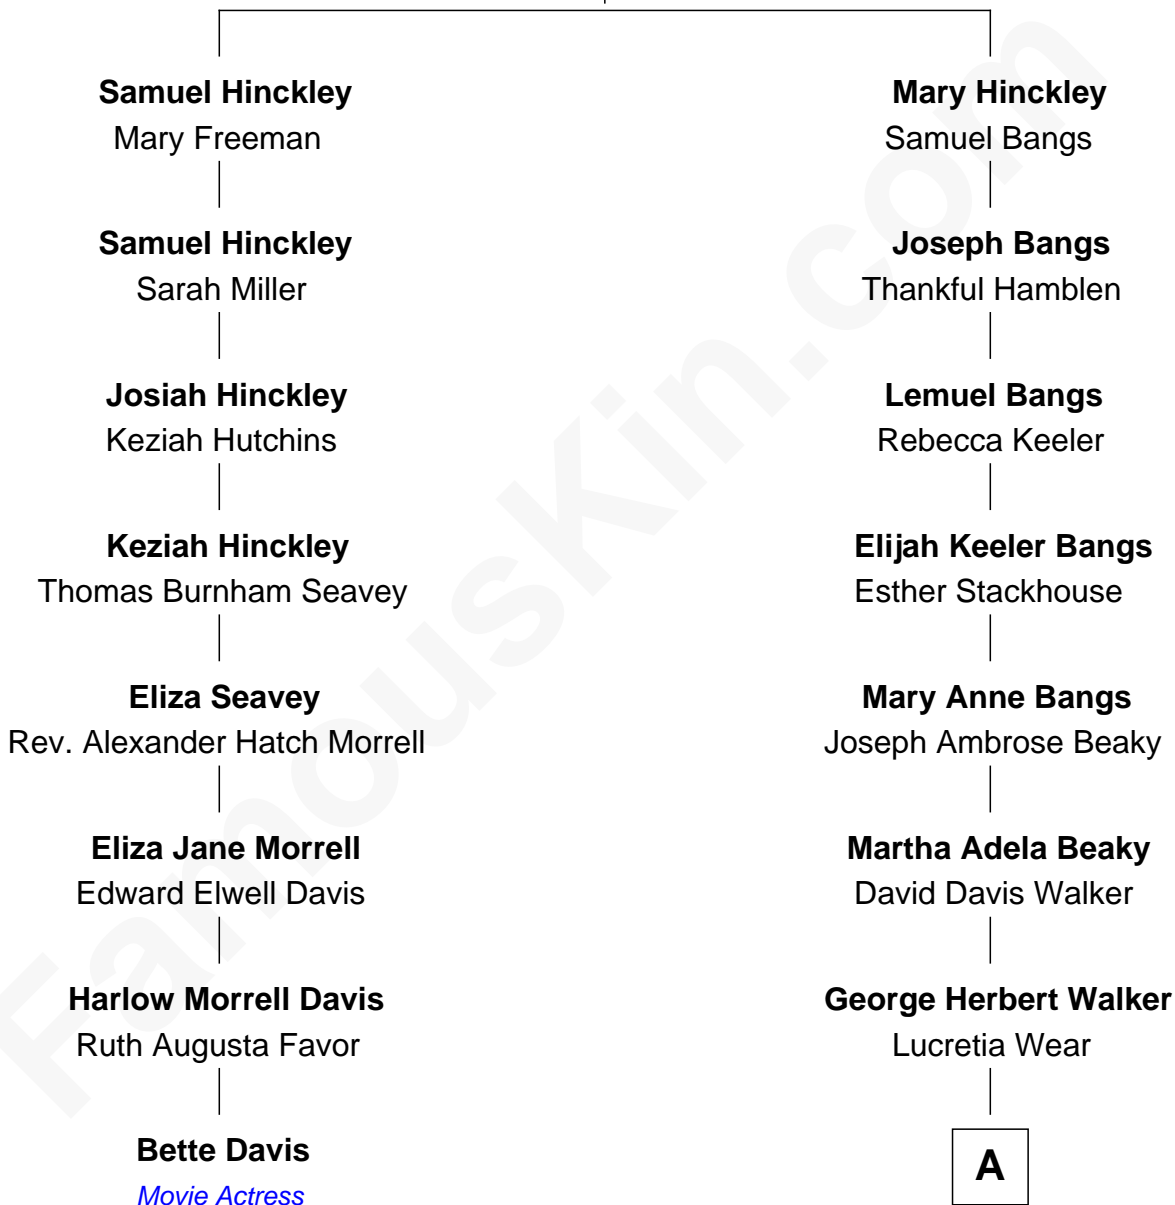 Samuel Hinckley
Mary Freeman
Samuel Hinckley
Sarah Miller
Josiah Hinckley
Keziah Hutchins
Keziah Hinckley
Thomas Burnham Seavey
Eliza Seavey
Rev. Alexander Hatch Morrell
Eliza Jane Morrell
Edward Elwell Davis
Harlow Morrell Davis
Ruth Augusta Favor
Bette Davis
Movie Actress
Mary Hinckley
Samuel Bangs
Joseph Bangs
Thankful Hamblen
Lemuel Bangs
Rebecca Keeler
Elijah Keeler Bangs
Esther Stackhouse
Mary Anne Bangs
Joseph Ambrose Beaky
Martha Adela Beaky
David Davis Walker
George Herbert Walker
Lucretia Wear
A
FamousKin.com